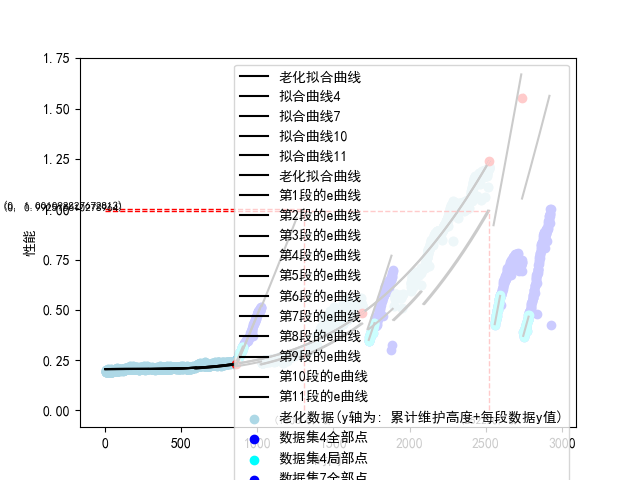 1.75
1.50
1.25
1.00
0.75
0.50
0.25
0.00
性能
0
500
1000
2000
2500
3000
老化拟合曲线
拟合曲线4
拟合曲线7
拟合曲线10
拟合曲线11
老化拟合曲线
第1段的e曲线
第2段的e曲线
第3段的e曲线
第4段的e曲线
第5段的e曲线
第6段的e曲线
第7段的e曲线
第8段的e曲线
第9段的e曲线
第10段的e曲线
第11段的e曲线
老化数据(y轴为: 累计维护高度+每段数据y值)
数据集4全部点
数据集4局部点
数据集7全部点